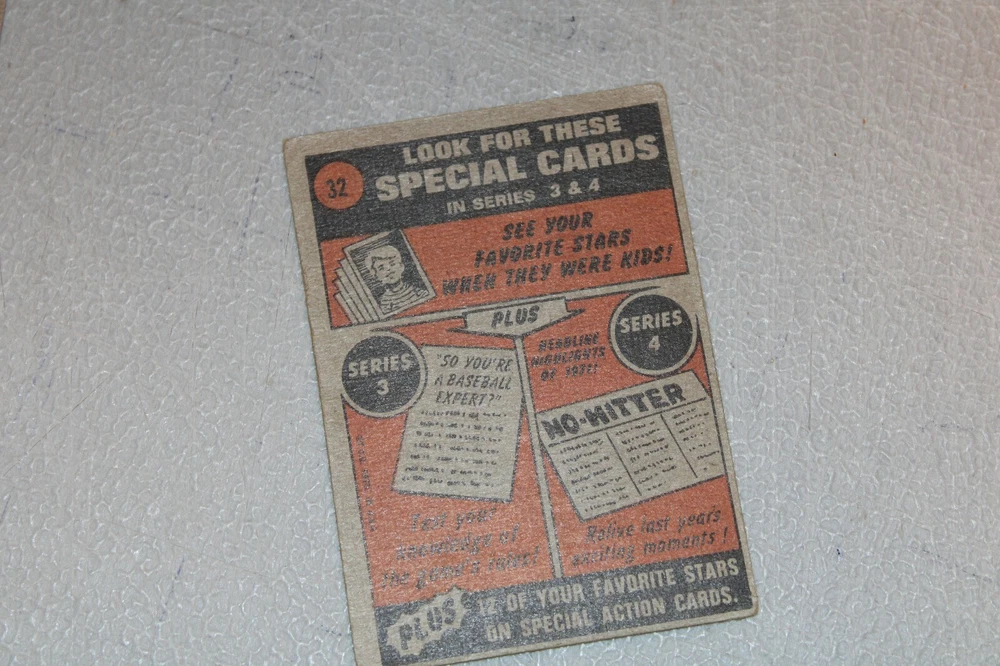 32
LOOK FOR THESE
SPECIAL CARDS
IN SERIES 3 & 4
SEE YOUR
FAVORITE STARS
WHEN THEY WERE KIDS!
PLUS
SERIES
3
"SO YOU'RE
A BASEBALL
EXPERT?"
Test your
knowledge of
the game's rules!
HEADLINE
HIGHLIGHTS
OF 1971!
SERIES
4
NO-HITTER
Relive last year's
exciting moments!
PLUS
12 OF YOUR FAVORITE STARS
ON SPECIAL ACTION CARDS.